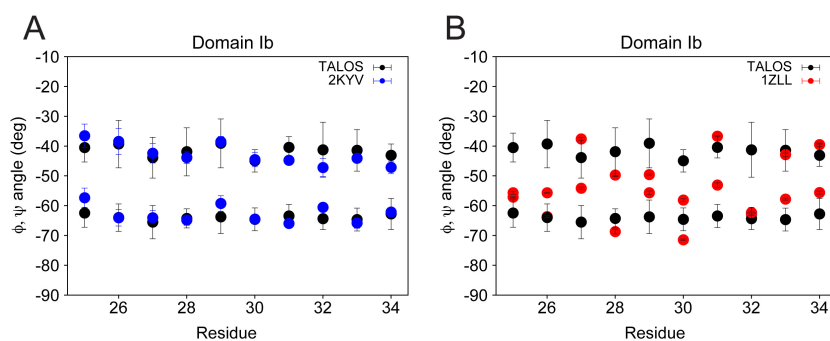 A
Domain Ib
TALOS
2KYV
-10
-20
-30
-40
-50
-60
-70
-80
-90
ϕ, ψ angle (deg)
26
28
30
32
34
Residue
B
Domain Ib
TALOS
1ZLL
-10
-20
-30
-40
-50
-60
-70
-80
-90
ϕ, ψ angle (deg)
26
28
30
32
34
Residue